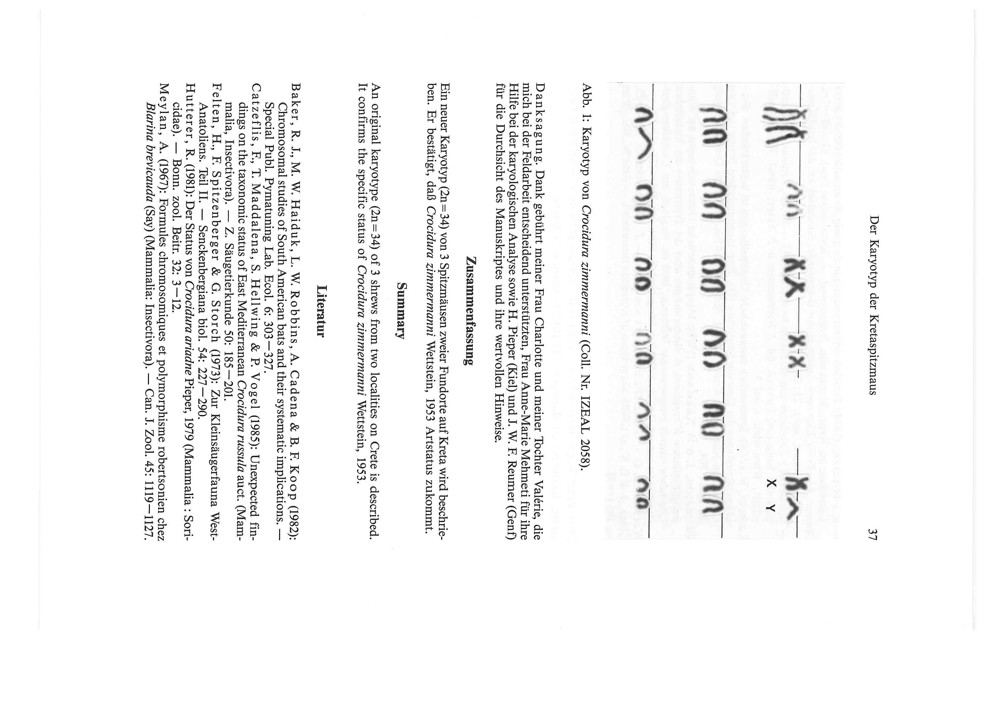 Der Karyotyp der Kretaspitzmaus 37
X Y
Abb. 1: Karyotyp von Crocidura zimmermanni (Coll. Nr. IZEAL 2058).
Danksagung. Dank gebührt meiner Frau Charlotte und meiner Tochter Valérie, die
mich bei der Feldarbeit entscheidend unterstützten, Frau Anne-Marie Mehmeti für ihre
Hilfe bei der karyologischen Analyse sowie H. Pieper (Kiel) und J. W. F. Reumer (Genf)
für die Durchsicht des Manuskriptes und ihre wertvollen Hinweise.
Zusammenfassung
Ein neuer Karyotyp (2n=34) von 3 Spitzmäusen zweier Fundorte auf Kreta wird beschrie-
ben. Er bestätigt, daß Crocidura zimmermanni Wettstein, 1953 Artstatus zukommt.
Summary
An original karyotype (2n=34) of 3 shrews from two localities on Crete is described.
It confirms the specific status of Crocidura zimmermanni Wettstein, 1953.
Literatur
Baker, R. J., M. W. Haiduk, L. W. Robbins, A. Cadena & B. F. Koop (1982):
Chromosomal studies of South American bats and their systematic implications. —
Special Publ. Pymatuning Lab. Ecol. 6: 303—327.
Catzeflis, F., T. Maddalena, S. Hellwing & P. Vogel (1985): Unexpected fin-
dings on the taxonomic status of East Mediterranean Crocidura russula auct. (Mam-
malia, Insectivora). — Z. Säugetierkunde 50: 185—201.
Felten, H., F. Spitzenberger & G. Storch (1973): Zur Kleinsäugerfauna West-
Anatoliens. Teil II. — Senckenbergiana biol. 54: 227—290.
Hutterer, R. (1981): Der Status von Crocidura ariadne Pieper, 1979 (Mammalia : Sori-
cidae). — Bonn. zool. Beitr. 32: 3—12.
Meylan, A. (1967): Formules chromosomiques et polymorphisme robertsonien chez
Blarina brevicauda (Say) (Mammalia: Insectivora). — Can. J. Zool. 45: 1119—1127.